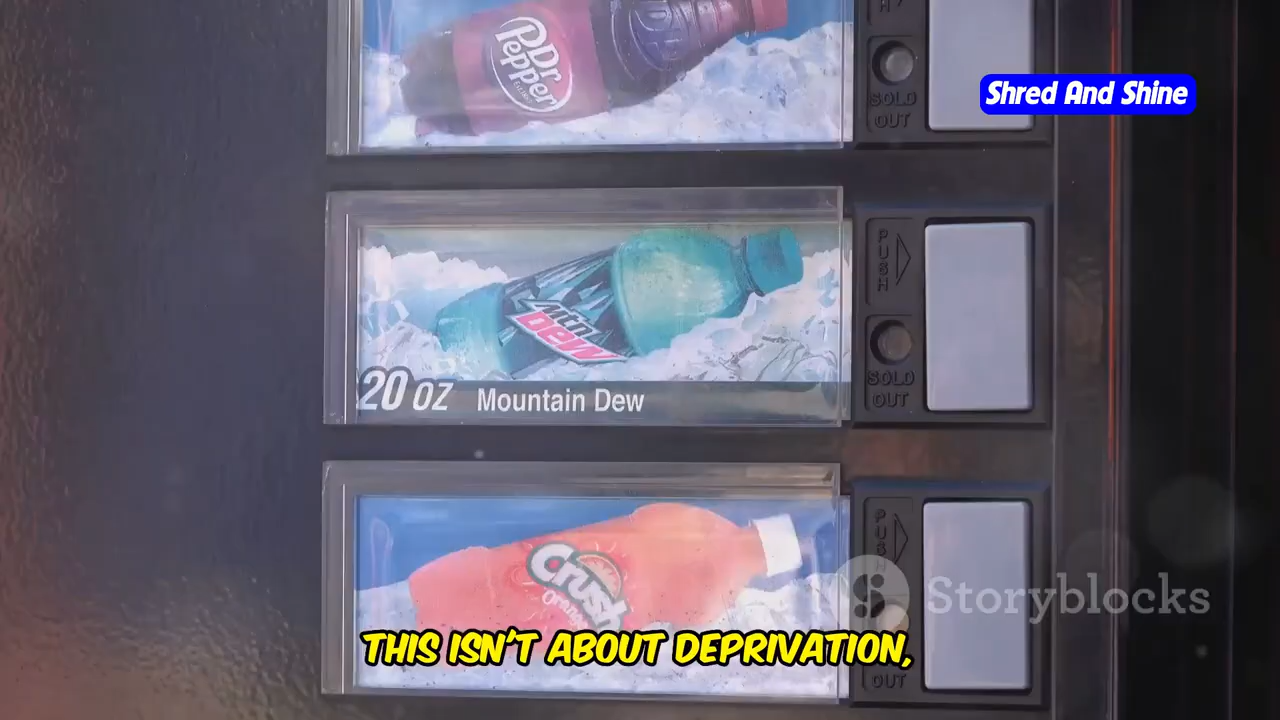 Dr
Pepper
SOLD
OUT
Shred And Shine
PUSH
Mtn
DEW
SOLD
OUT
20 OZ Mountain Dew
PUSH
Crush
Orange
Storyblocks
THIS ISN'T ABOUT DEPRIVATION,
OUT